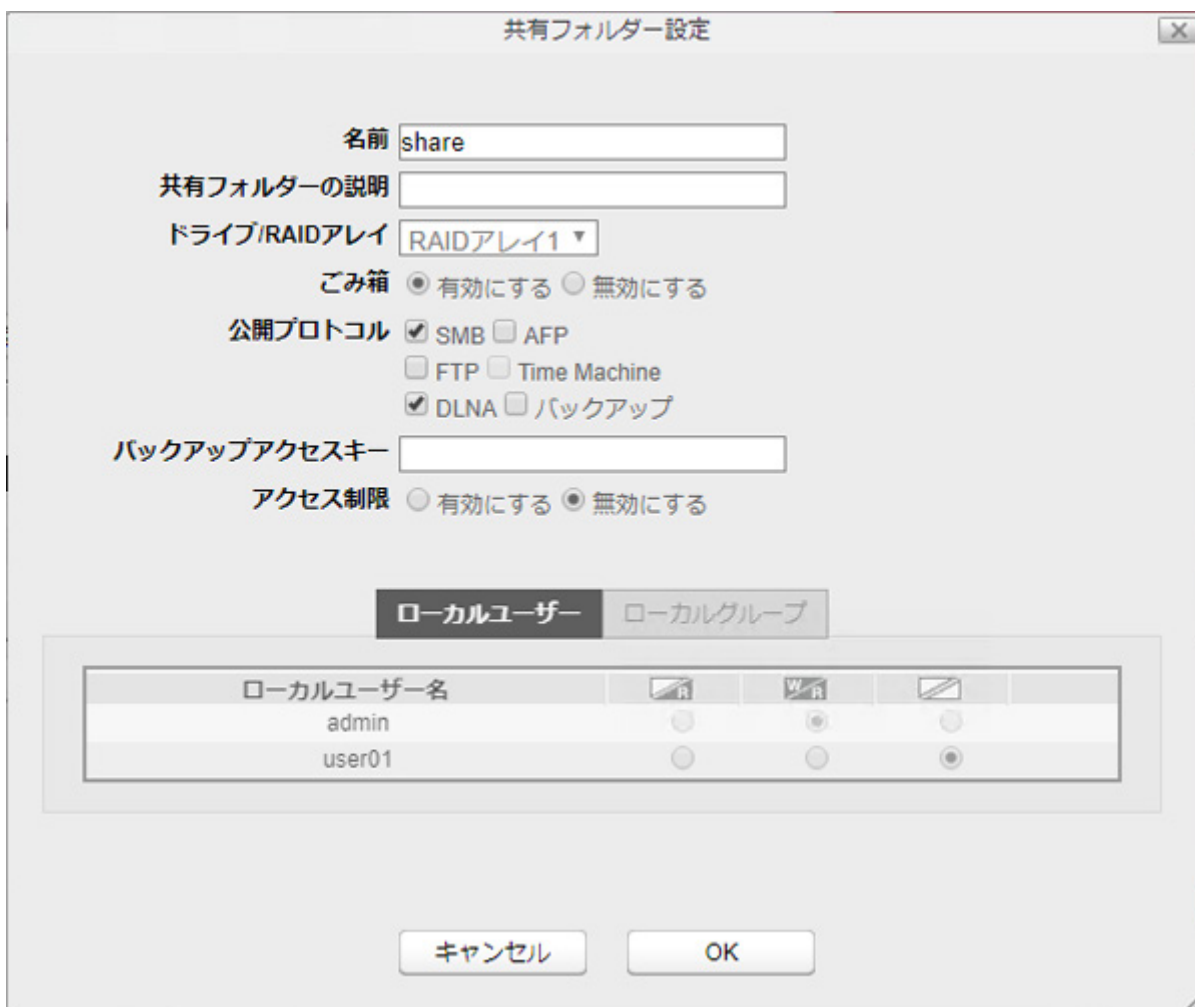 共有フォルダー設定
名前 share
共有フォルダーの説明
ドライブ/RAIDアレイ RAIDアレイ1
ごみ箱 有効にする 無効にする
公開プロトコル SMB AFP
FTP Time Machine
DLNA バックアップ
バックアップアクセスキー
アクセス制限 有効にする 無効にする
ローカルユーザー ローカルグループ
ローカルユーザー名 R W/R
admin
user01
キャンセル OK